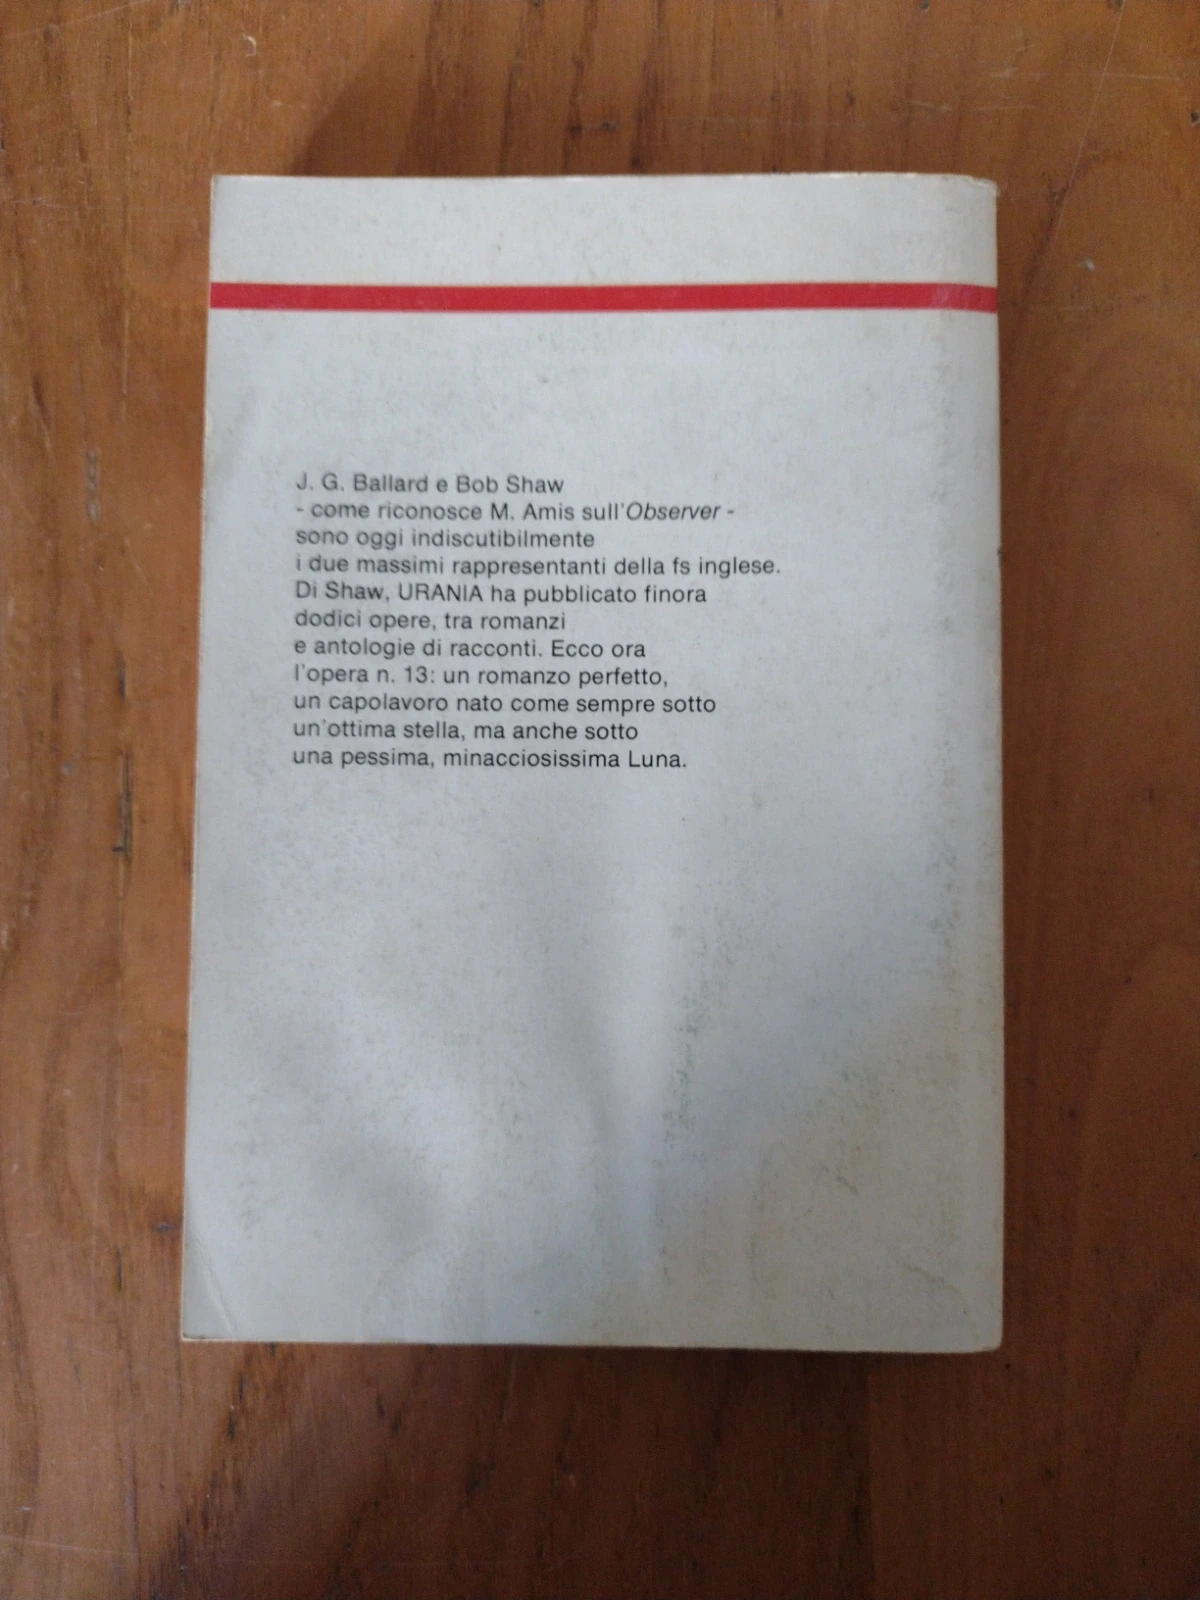 J. G. Ballard e Bob Shaw
- come riconosce M. Amis sull'Observer -
sono oggi indiscutibilmente
i due massimi rappresentanti della fs inglese.
Di Shaw, URANIA ha pubblicato finora
dodici opere, tra romanzi
e antologie di racconti. Ecco ora
l'opera n. 13: un romanzo perfetto,
un capolavoro nato come sempre sotto
un'ottima stella, ma anche sotto
una pessima, minacciosissima Luna.